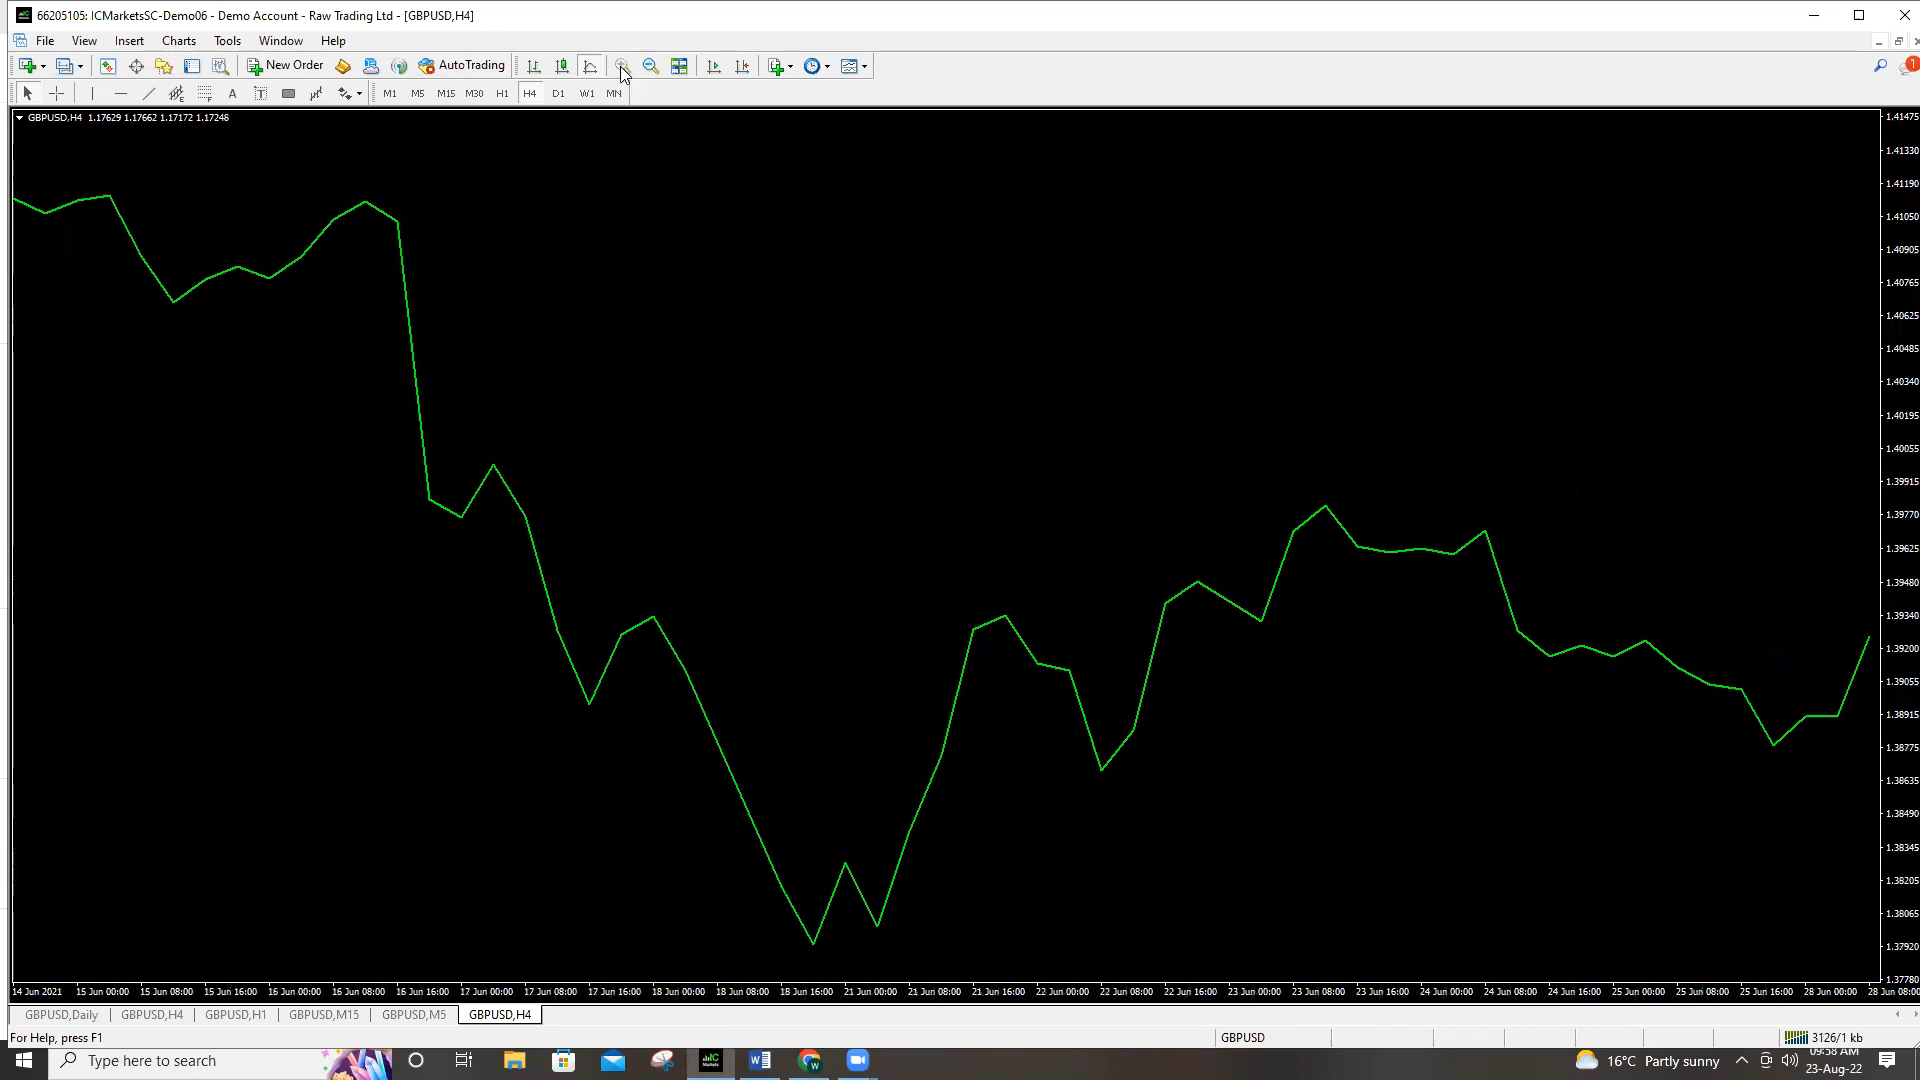 66205105: ICMarketsSC-Demo06 - Demo Account - Raw Trading Ltd - [GBPUSD,H4]
File View Insert Charts Tools Window Help
New Order AutoTrading 1
A T M1 M5 M15 M30 H1 H4 D1 W1 MN
GBPUSD,H4 1.17629 1.17662 1.17172 1.17246
1.41475
1.41330
1.41190
1.41050
1.40905
1.40765
1.40625
1.40485
1.40340
1.40195
1.40055
1.39915
1.39770
1.39625
1.39480
1.39340
1.39200
1.39055
1.38915
1.38775
1.38635
1.38490
1.38345
1.38205
1.38065
1.37920
1.37780
14 Jun 2021 15 Jun 00:00 15 Jun 08:00 15 Jun 16:00 16 Jun 00:00 16 Jun 08:00 16 Jun 16:00 17 Jun 00:00 17 Jun 08:00 17 Jun 16:00 18 Jun 00:00 18 Jun 08:00 18 Jun 16:00 21 Jun 00:00 21 Jun 08:00 21 Jun 16:00 22 Jun 00:00 22 Jun 08:00 22 Jun 16:00 23 Jun 00:00 23 Jun 08:00 23 Jun 16:00 24 Jun 00:00 24 Jun 08:00 24 Jun 16:00 25 Jun 00:00 25 Jun 08:00 25 Jun 16:00 28 Jun 00:00 28 Jun 08:00
GBPUSD,Daily GBPUSD,H4 GBPUSD,H1 GBPUSD,M15 GBPUSD,M5 GBPUSD,H4
For Help, press F1 GBPUSD 3126/1 kb
Type here to search 16°C Partly sunny 09:58 AM
23-Aug-22